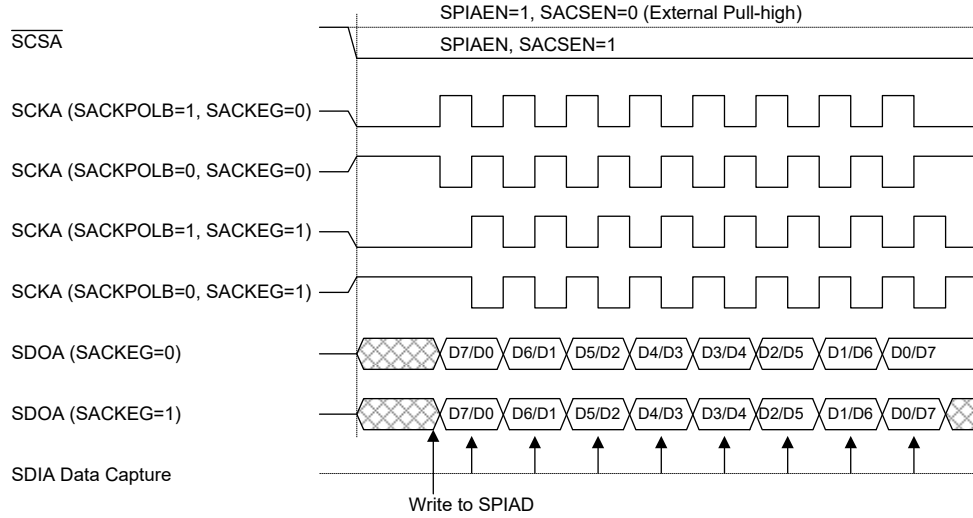 SPIAEN=1, SACSEN=0 (External Pull-high)
SCSA
SPIAEN, SACSEN=1
SCKA (SACKPOLB=1, SACKEG=0)
SCKA (SACKPOLB=0, SACKEG=0)
SCKA (SACKPOLB=1, SACKEG=1)
SCKA (SACKPOLB=0, SACKEG=1)
SDOA (SACKEG=0) D7/D0 D6/D1 D5/D2 D4/D3 D3/D4 D2/D5 D1/D6 D0/D7
SDOA (SACKEG=1) D7/D0 D6/D1 D5/D2 D4/D3 D3/D4 D2/D5 D1/D6 D0/D7
SDIA Data Capture
Write to SPIAD